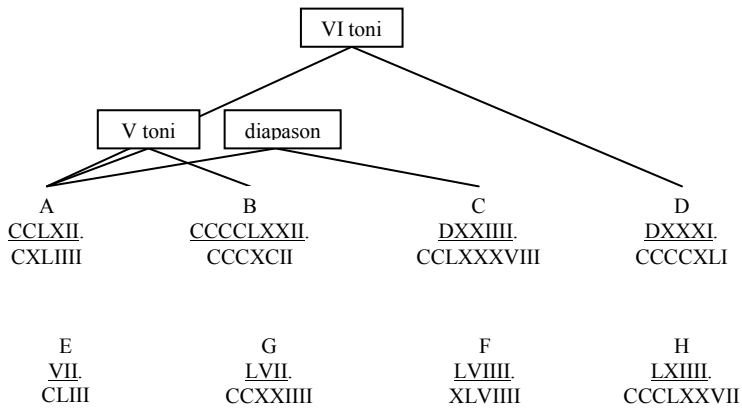 VI toni
V toni diapason
A B C D
CCLXII. CCCCLXXII. DXXIIII. DXXXI.
CXLIIII CCCXCII CCLXXXVIII CCCCXLI
E G F H
VII. LVII. LVIIII. LXIIII.
CLIII CCXXIIII XLVIIII CCCLXXVII